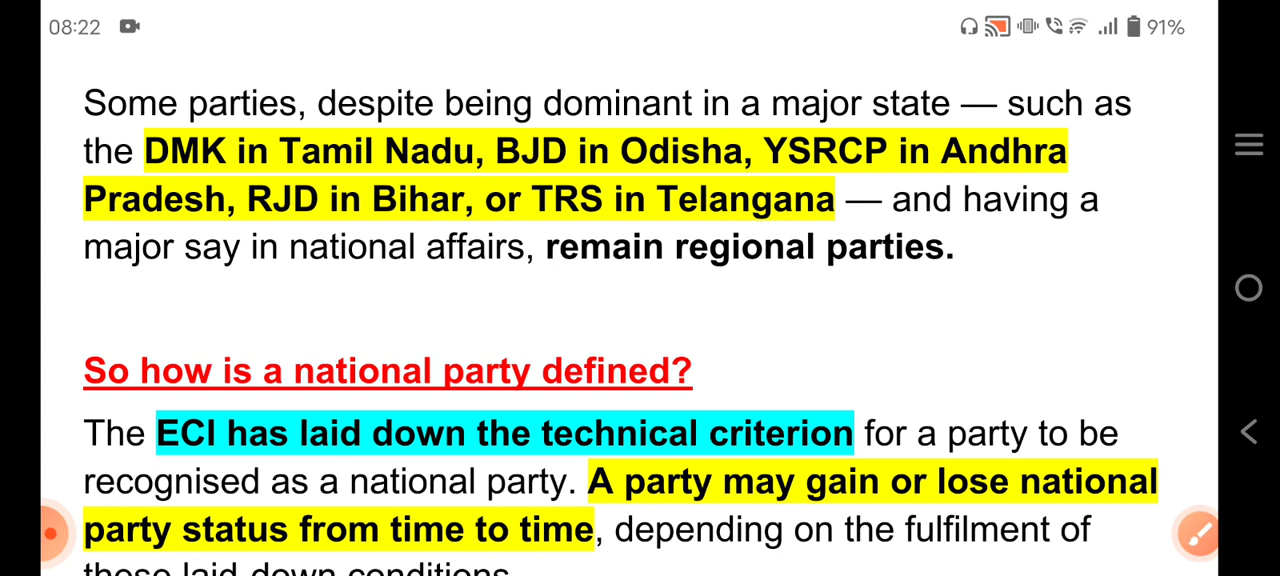 08:22
91%
Some parties, despite being dominant in a major state — such as
the DMK in Tamil Nadu, BJD in Odisha, YSRCP in Andhra
Pradesh, RJD in Bihar, or TRS in Telangana — and having a
major say in national affairs, remain regional parties.
So how is a national party defined?
The ECI has laid down the technical criterion for a party to be
recognised as a national party. A party may gain or lose national
party status from time to time, depending on the fulfilment of
these laid-down conditions.